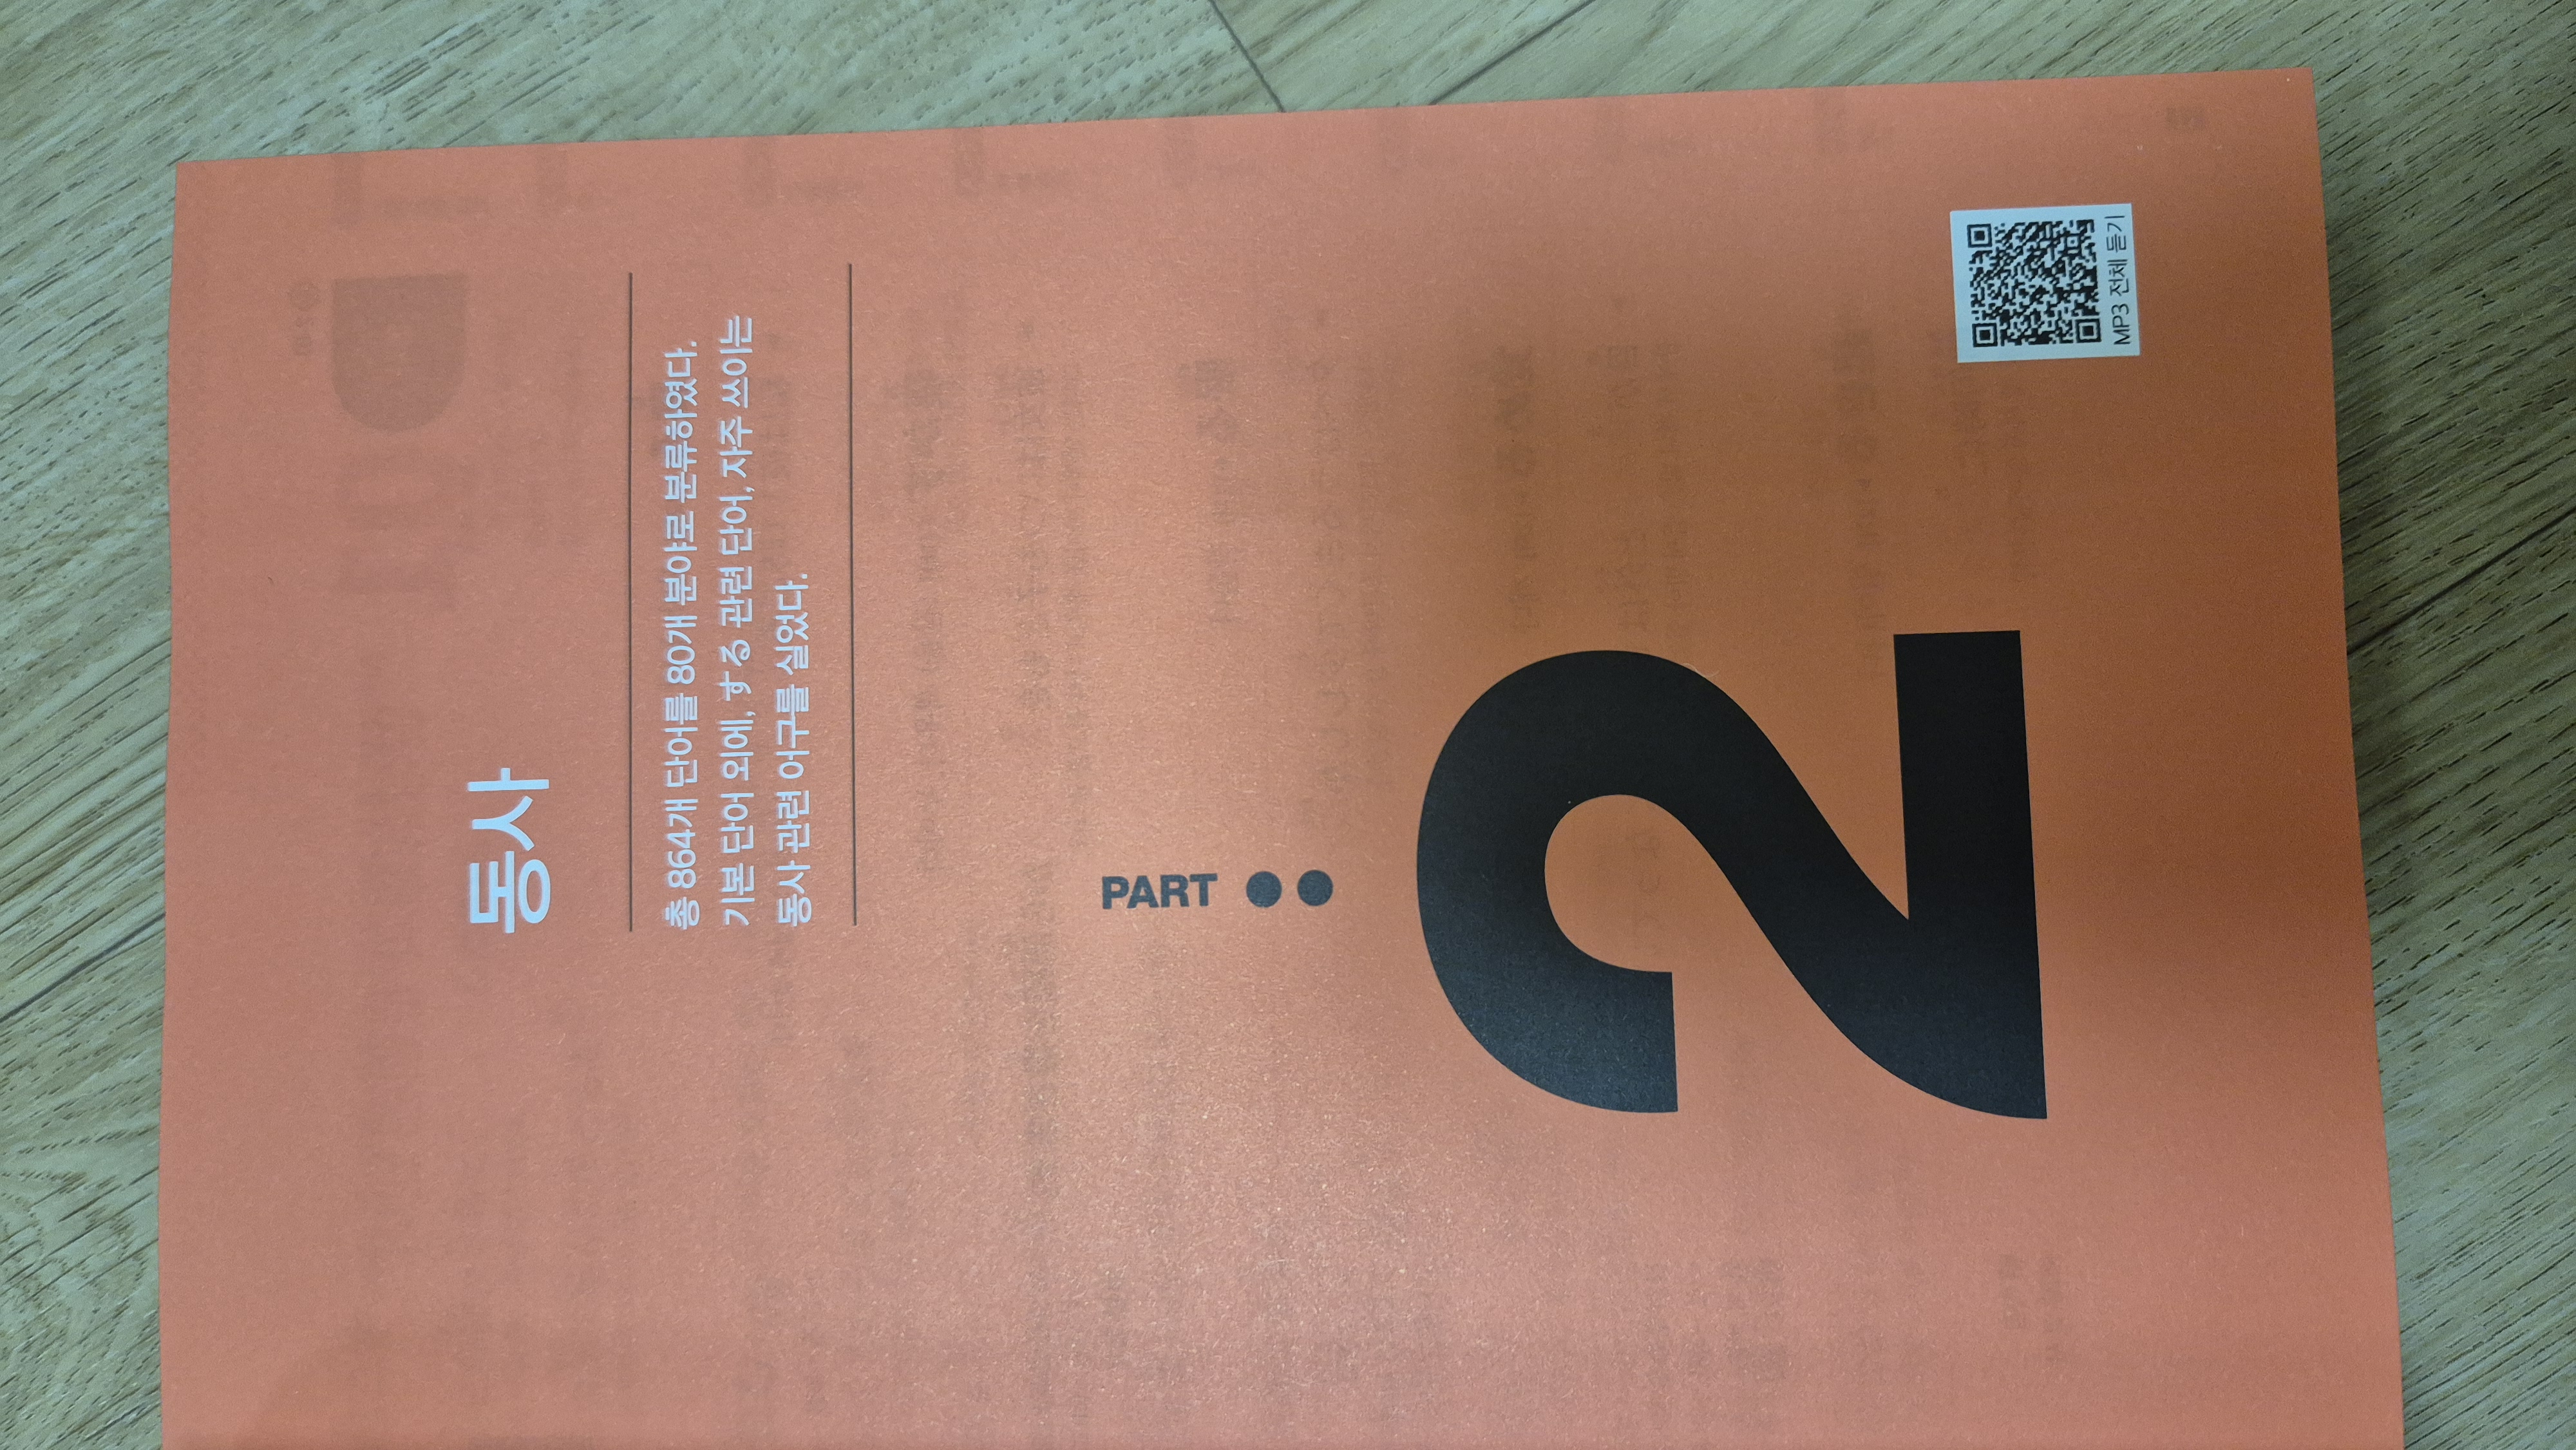 동사
총 864개 단어를 80개 분야로 분류하였다.
기본 단어 외에, する 관련 단어, 자주 쓰이는
동사 관련 어구를 실었다.
PART
2
MP3 전체 듣기